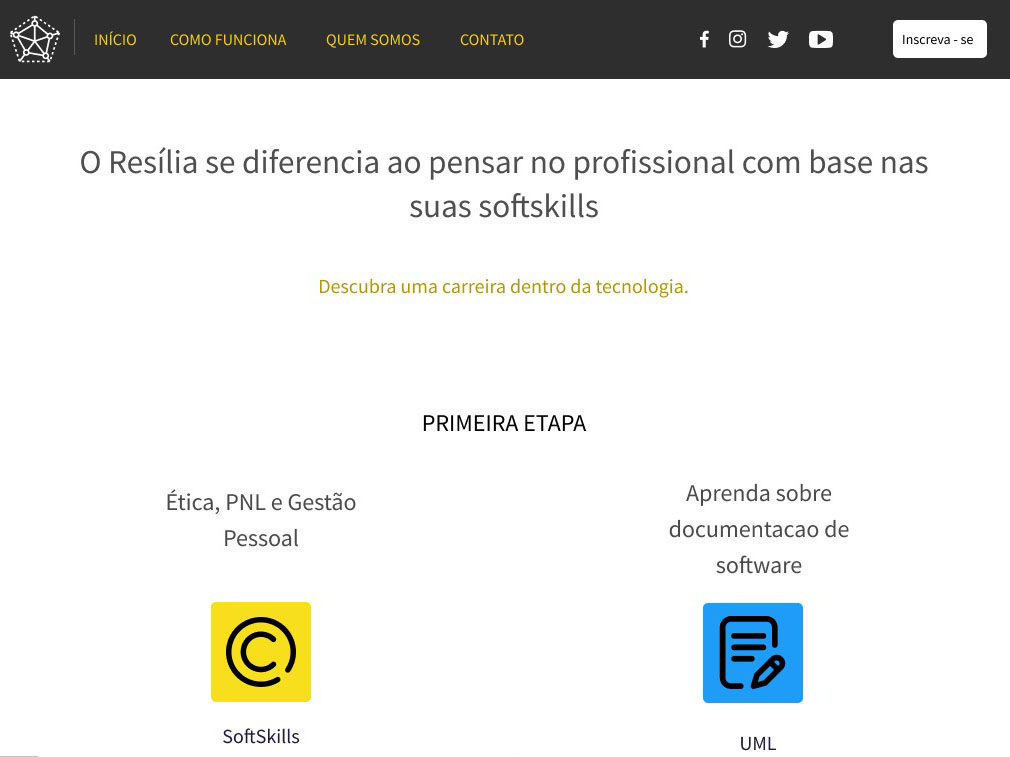 INÍCIO COMO FUNCIONA QUEM SOMOS CONTATO Inscreva - se
O Resília se diferencia ao pensar no profissional com base nas
suas softskills
Descubra uma carreira dentro da tecnologia.
PRIMEIRA ETAPA
Ética, PNL e Gestão
Pessoal
SoftSkills
Aprenda sobre
documentacao de
software
UML